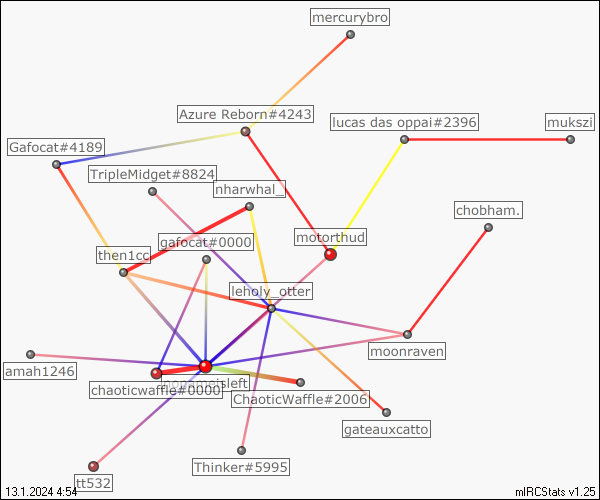 mercurybro
Azure Reborn#4243
lucas das oppai#2396
mukszi
Gafocat#4189
TripleMidget#8824
nharwhal_
chobham.
gafocat#0000
motorthud
then1cc
leholy_otter
moonraven
amah1246
chaoticwaffle#0000
ChaoticWaffle#2006
gateauxcatto
Thinker#5995
tt532
13.1.2024 4:54
mIRCStats v1.25